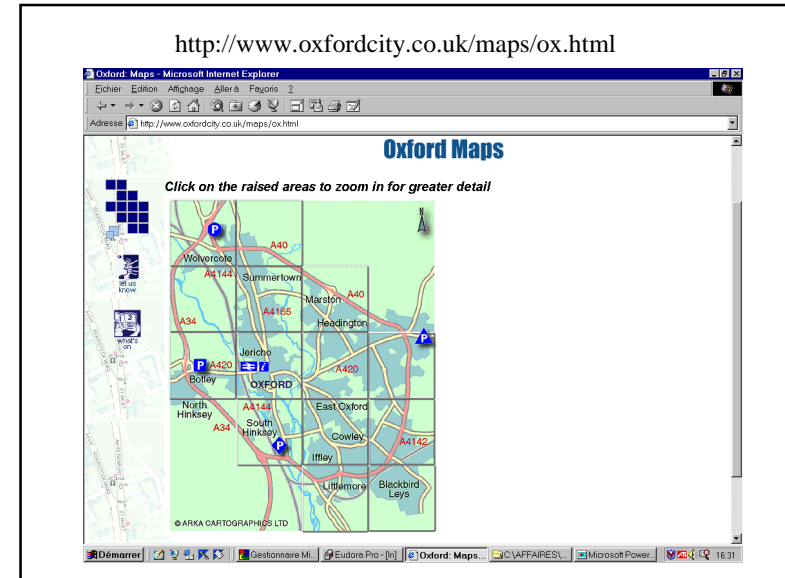 http://www.oxfordcity.co.uk/maps/ox.html
Oxford: Maps - Microsoft Internet Explorer
Fichier Edition Affichage Aller à Favoris ?
Adresse http://www.oxfordcity.co.uk/maps/ox.html
Oxford Maps
Click on the raised areas to zoom in for greater detail
N
P
A40
Wolvercote
A4144
Summertown
let us
know
Marston
A40
A4165
A34
Headington
what's
on
P
Jericho
P
A420
i
A420
Botley
OXFORD
North
Hinksey
A4144
East Oxford
South
Hinksey
A34
Cowley
A4142
P
Iffley
Littlemore
Blackbird
Leys
© ARKA CARTOGRAPHICS LTD
Démarrer
Gestionnaire Mi...
Eudora Pro - [In]
Oxford: Maps...
C:\AFFAIRES\...
Microsoft Power...
16:31